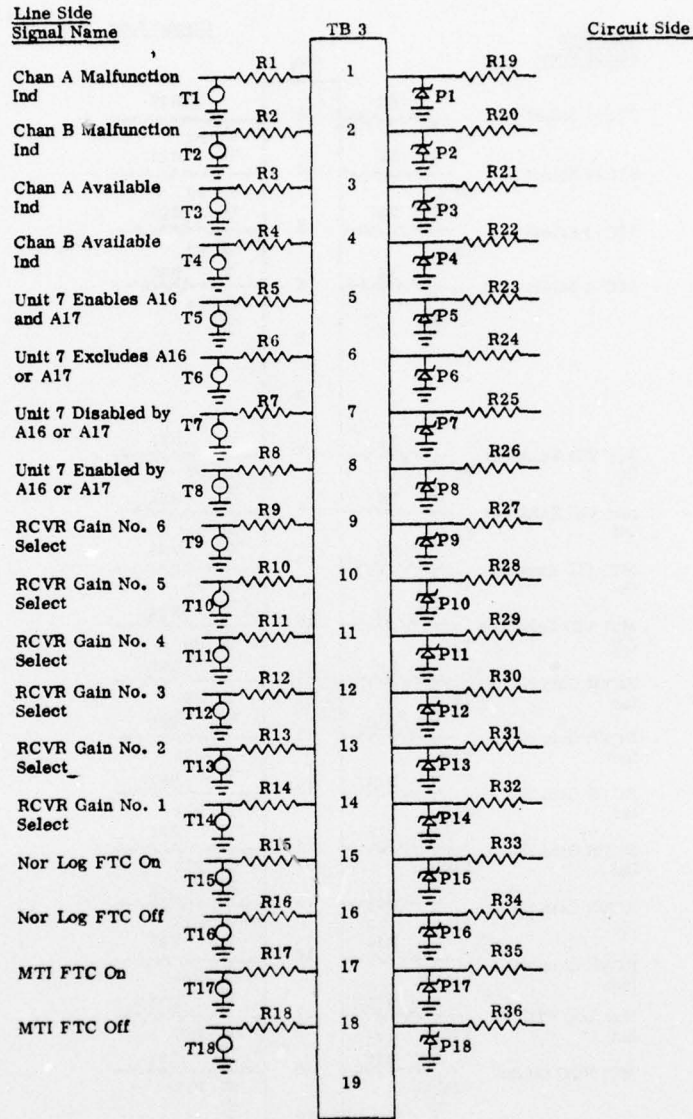 Line Side
Signal Name TB 3 Circuit Side
R1 1 R19
Chan A Malfunction
Ind T1 P1
R2 2 R20
Chan B Malfunction
Ind T2 P2
R3 3 R21
Chan A Available
Ind T3 P3
R4 4 R22
Chan B Available
Ind T4 P4
R5 5 R23
Unit 7 Enables A16
and A17 T5 P5
R6 6 R24
Unit 7 Excludes A16
or A17 T6 P6
R7 7 R25
Unit 7 Disabled by
A16 or A17 T7 P7
R8 8 R26
Unit 7 Enabled by
A16 or A17 T8 P8
R9 9 R27
RCVR Gain No. 6
Select T9 P9
R10 10 R28
RCVR Gain No. 5
Select T10 P10
R11 11 R29
RCVR Gain No. 4
Select T11 P11
R12 12 R30
RCVR Gain No. 3
Select T12 P12
R13 13 R31
RCVR Gain No. 2
Select T13 P13
R14 14 R32
RCVR Gain No. 1
Select T14 P14
R15 15 R33
Nor Log FTC On
T15 P15
R16 16 R34
Nor Log FTC Off
T16 P16
R17 17 R35
MTI FTC On
T17 P17
R18 18 R36
MTI FTC Off
T18 P18
19